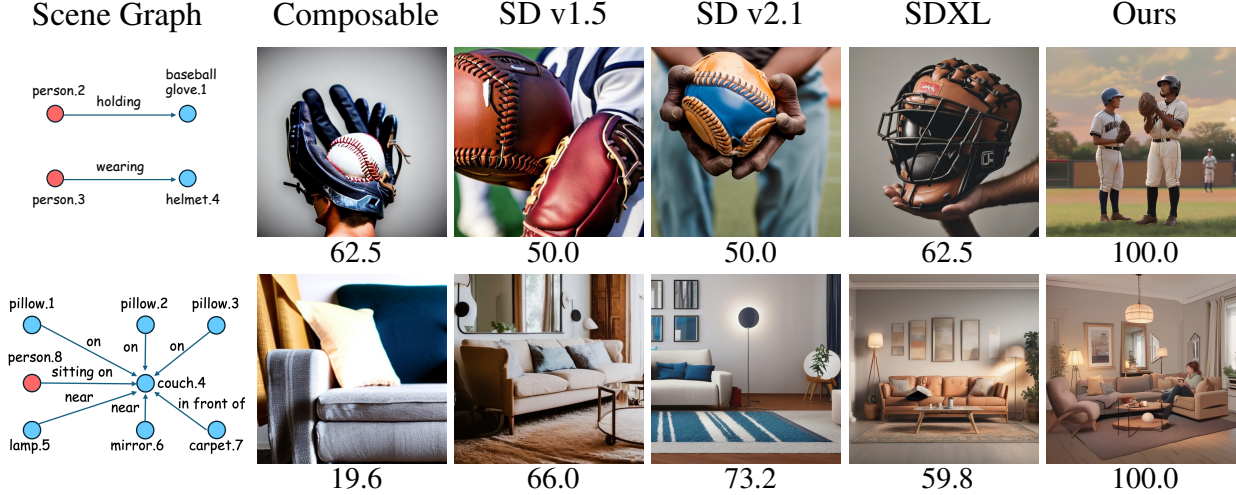 Scene Graph
Composable
SD v1.5
SD v2.1
SDXL
Ours
person.2
holding
baseball
glove.1
person.3
wearing
helmet.4
62.5
50.0
50.0
62.5
100.0
pillow.1
pillow.2
pillow.3
on
on
on
person.8
sitting on
couch.4
near
near
in front of
lamp.5
mirror.6
carpet.7
19.6
66.0
73.2
59.8
100.0